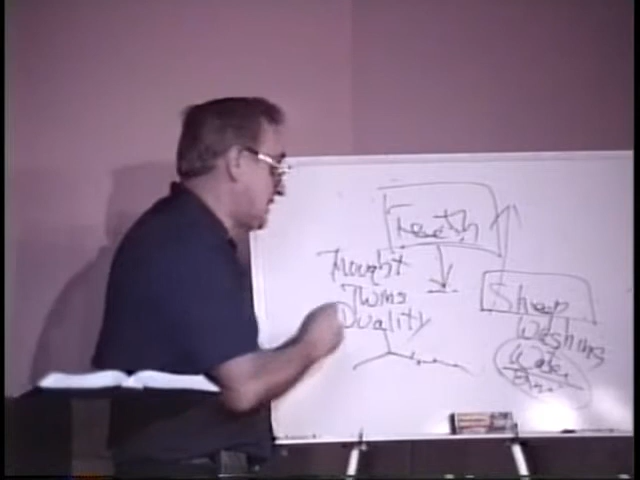 Teeth
Thought
Twins
Duality
Sheep
Washing
Water